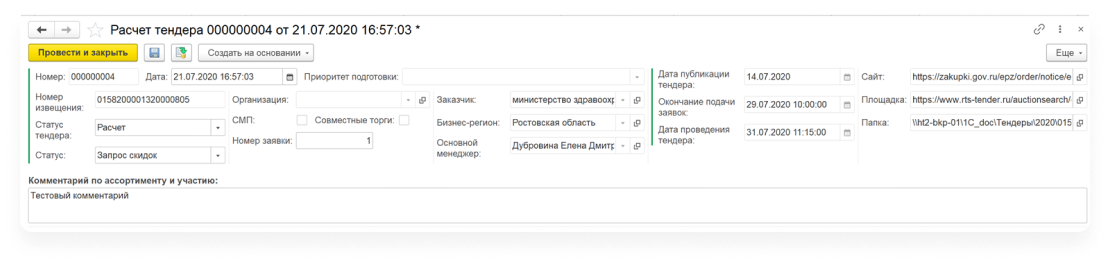 Расчет тендера 000000004 от 21.07.2020 16:57:03 *
Провести и закрыть Создать на основании Еще
Номер: 000000004 Дата: 21.07.2020 16:57:03 Приоритет подготовки:
Номер извещения: 0158200001320000805
Статус тендера: Расчет
Статус: Запрос скидок
Организация:
СМП: Совместные торги:
Номер заявки: 1
Заказчик: министерство здравоохр
Бизнес-регион: Ростовская область
Основной менеджер: Дубровина Елена Дмитр
Дата публикации тендера: 14.07.2020
Окончание подачи заявок: 29.07.2020 10:00:00
Дата проведения тендера: 31.07.2020 11:15:00
Сайт: https://zakupki.gov.ru/epz/order/notice/e
Площадка: https://www.rts-tender.ru/auctionsearch/
Папка: \\ht2-bkp-01\1C_doc\Тендеры\2020\015
Комментарий по ассортименту и участию:
Тестовый комментарий